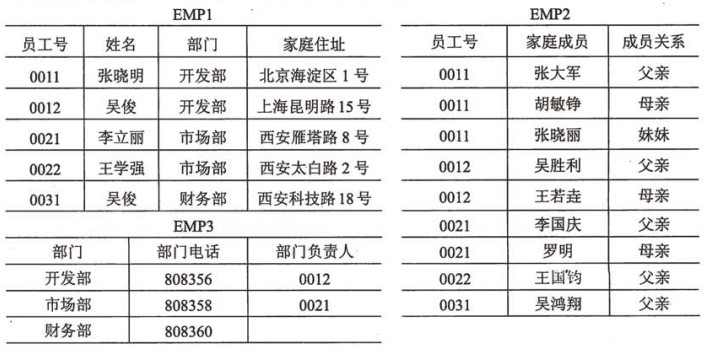 EMP1
员工号 姓名 部门 家庭住址
0011 张晓明 开发部 北京海淀区1号
0012 吴俊 开发部 上海昆明路15号
0021 李立丽 市场部 西安雁塔路8号
0022 王学强 市场部 西安太白路2号
0031 吴俊 财务部 西安科技路18号
EMP3
部门 部门电话 部门负责人
开发部 808356 0012
市场部 808358 0021
财务部 808360
EMP2
员工号 家庭成员 成员关系
0011 张大军 父亲
0011 胡敏铮 母亲
0011 张晓丽 妹妹
0012 吴胜利 父亲
0012 王若垚 母亲
0021 李国庆 父亲
0021 罗明 母亲
0022 王国钧 父亲
0031 吴鸿翔 父亲